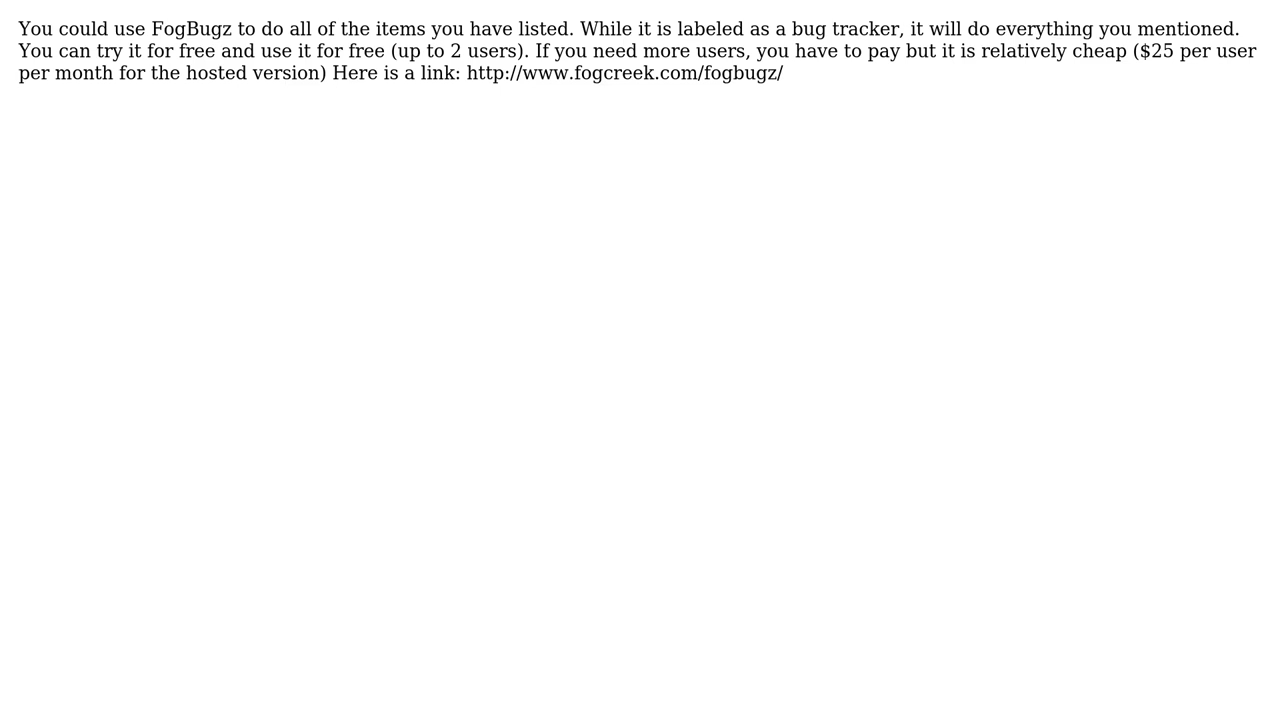 You could use FogBugz to do all of the items you have listed. While it is labeled as a bug tracker, it will do everything you mentioned.
You can try it for free and use it for free (up to 2 users). If you need more users, you have to pay but it is relatively cheap ($25 per user
per month for the hosted version) Here is a link: http://www.fogcreek.com/fogbugz/